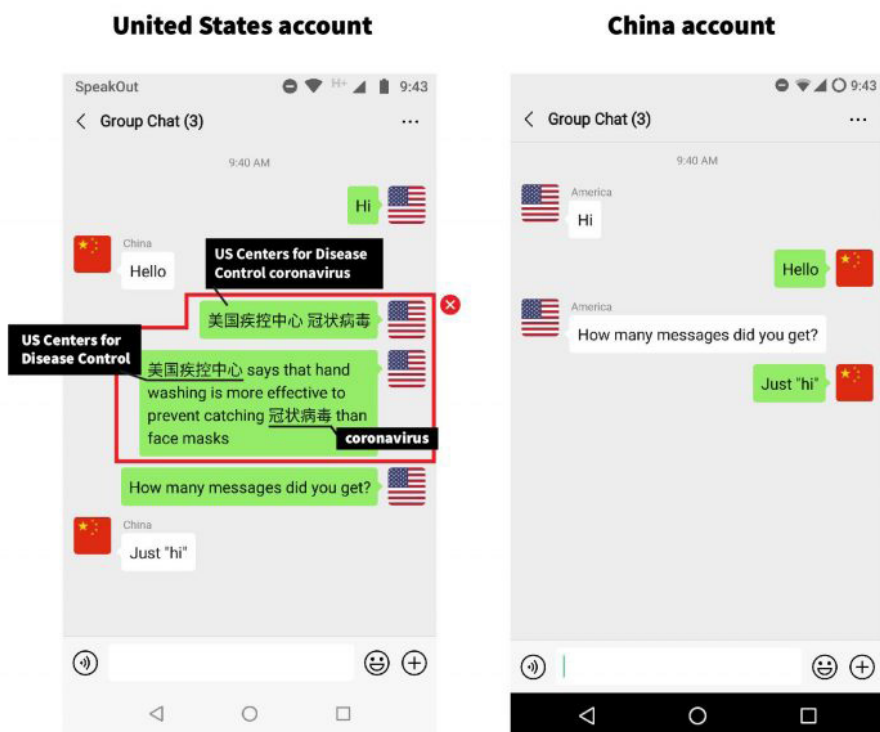 United States account
SpeakOut
H+
9:43
Group Chat (3)
9:40 AM
Hi
China
Hello
US Centers for Disease
Control coronavirus
美国疾控中心 冠状病毒
US Centers for
Disease Control
美国疾控中心 says that hand
washing is more effective to
prevent catching 冠状病毒 than
face masks
coronavirus
How many messages did you get?
China
Just "hi"
China account
9:43
Group Chat (3)
9:40 AM
America
Hi
Hello
America
How many messages did you get?
Just "hi"